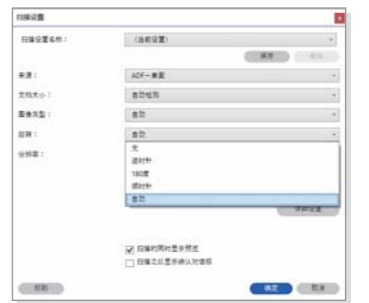 扫描设置
扫描设置名称： （当前设置）
保存 删除
来源： ADF－单面
文档大小： 自动检测
图像类型： 自动
旋转： 自动
分辨率：
无
逆时针
180度
顺时针
自动
详细设置
扫描的同时显示预览
扫描之后显示确认对话框
帮助 确定 取消